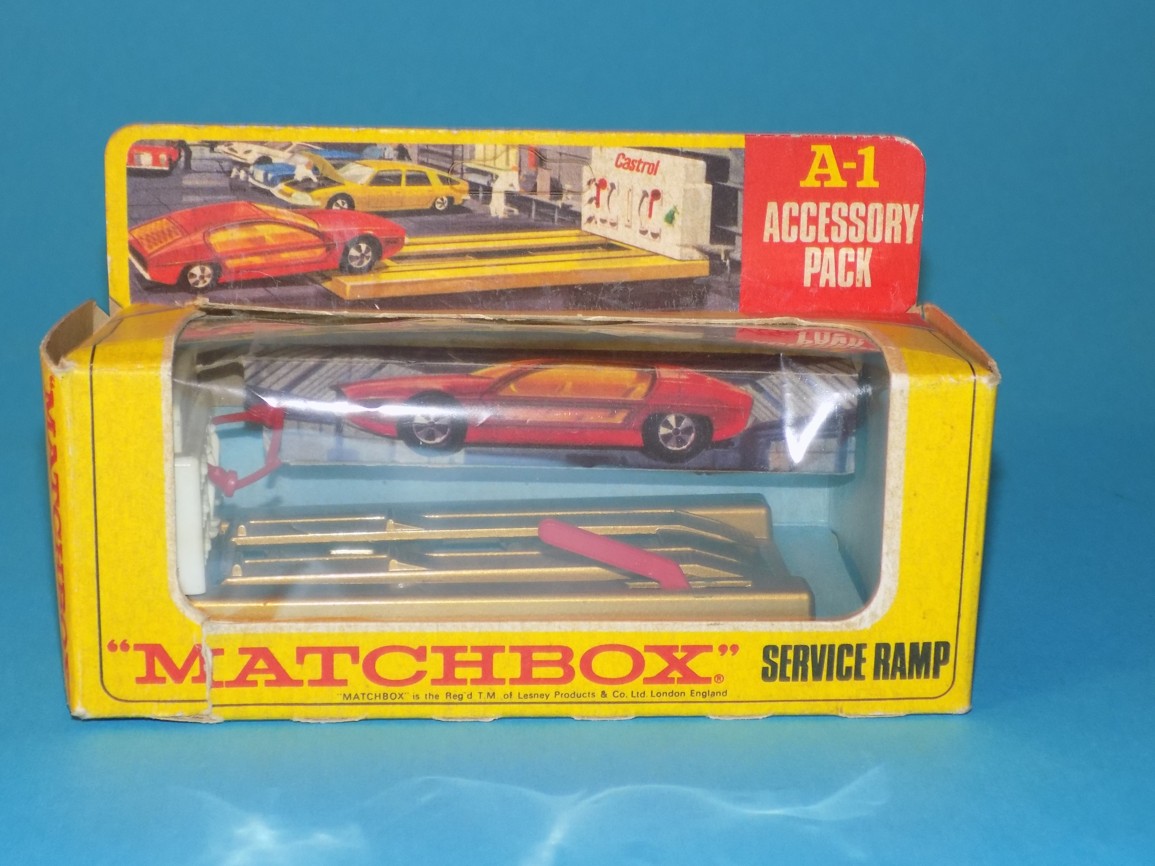 Castrol
A-1
ACCESSORY
PACK
"MATCHBOX"®
SERVICE RAMP
"MATCHBOX" is the Reg'd T.M. of Lesney Products & Co. Ltd. London England